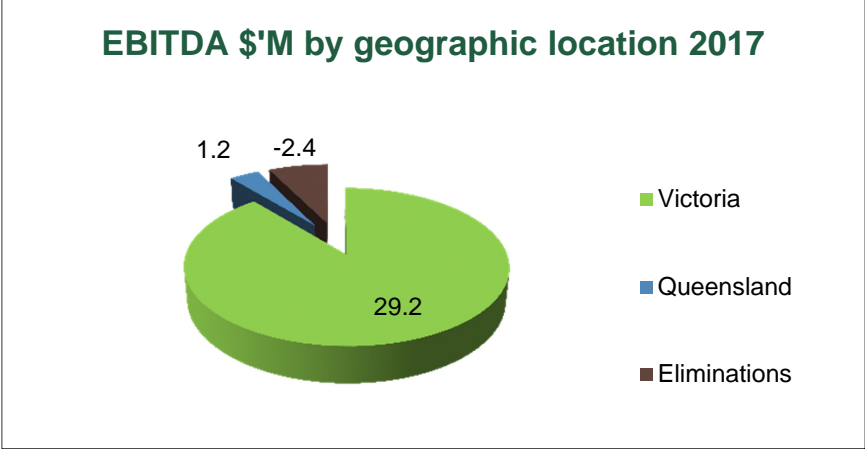 EBITDA $'M by geographic location 2017
1.2
-2.4
29.2
Victoria
Queensland
Eliminations